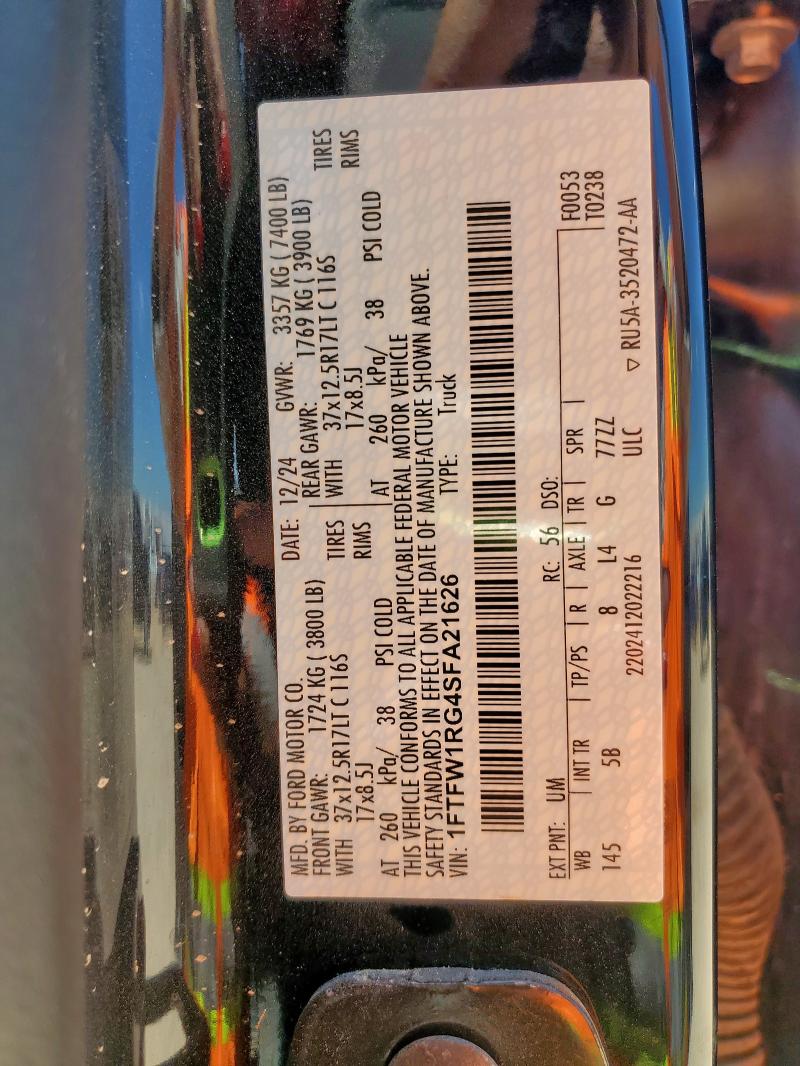 MFD. BY FORD MOTOR CO. DATE: 12/24 GVWR: 3357 KG ( 7400 LB)
FRONT GAWR: 1724 KG ( 3800 LB) REAR GAWR: 1769 KG ( 3900 LB)
WITH 37x12.5R17LT C 116S TIRES WITH 37x12.5R17LT C 116S TIRES
17x8.5J RIMS 17x8.5J RIMS
AT 260 kPa/ 38 PSI COLD AT 260 kPa/ 38 PSI COLD
THIS VEHICLE CONFORMS TO ALL APPLICABLE FEDERAL MOTOR VEHICLE
SAFETY STANDARDS IN EFFECT ON THE DATE OF MANUFACTURE SHOWN ABOVE.
VIN: 1FTFW1RG4SFA21626 TYPE: Truck
EXT PNT: UM RC: 56 DSO: F0053
WB INT TR TP/PS R AXLE TR SPR T0238
145 5B 8 L4 G 77ZZ
2202412022216 ULC ▽ RU5A-3520472-AA